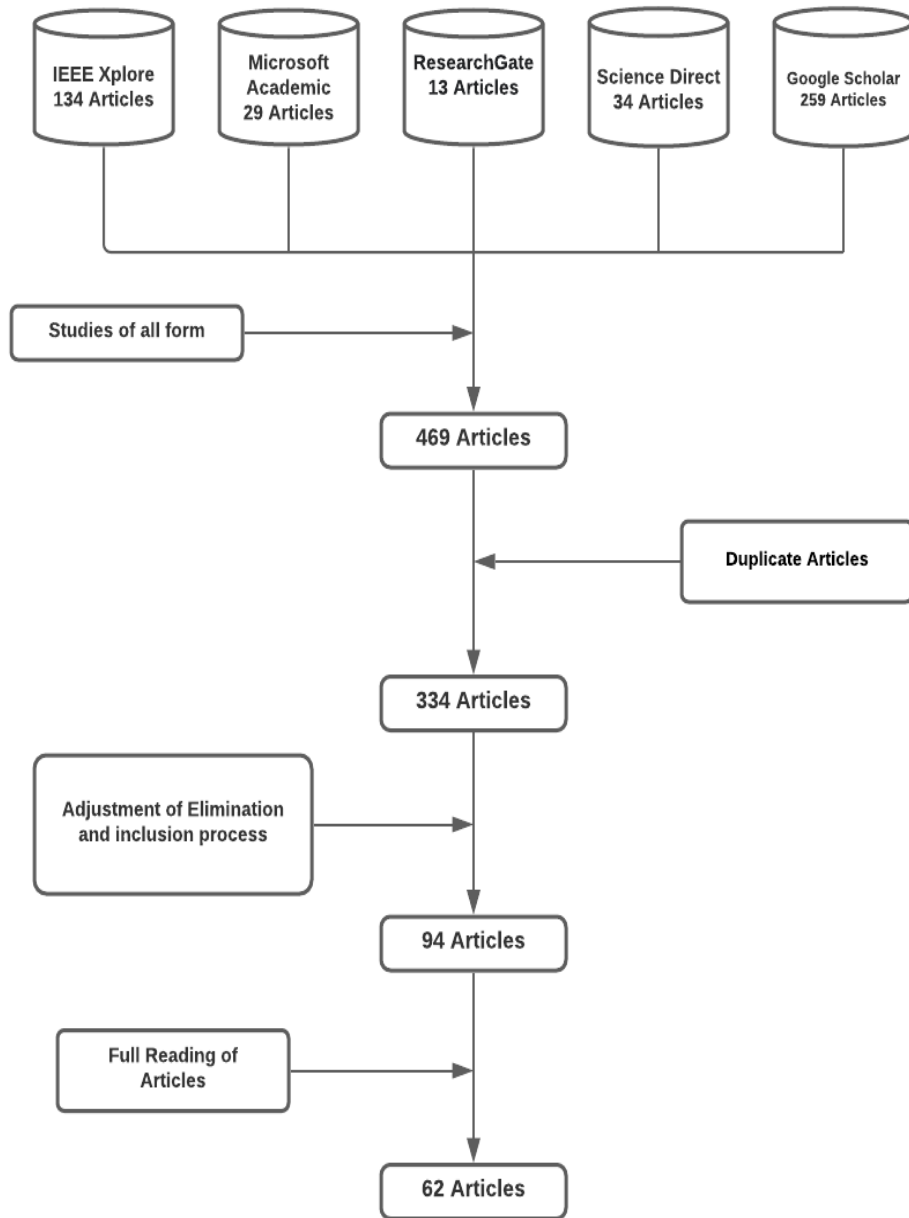 IEEE Xplore
134 Articles
Microsoft
Academic
29 Articles
ResearchGate
13 Articles
Science Direct
34 Articles
Google Scholar
259 Articles
Studies of all form
469 Articles
Duplicate Articles
334 Articles
Adjustment of Elimination
and inclusion process
94 Articles
Full Reading of
Articles
62 Articles